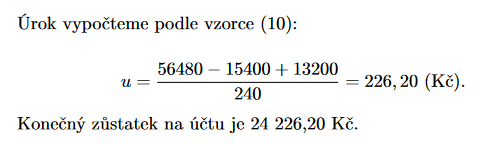 Úrok vypočteme podle vzorce (10):
u = \frac{56480 - 15400 + 13200}{240} = 226, 20 (Kč).
Konečný zůstatek na účtu je 24 226,20 Kč.